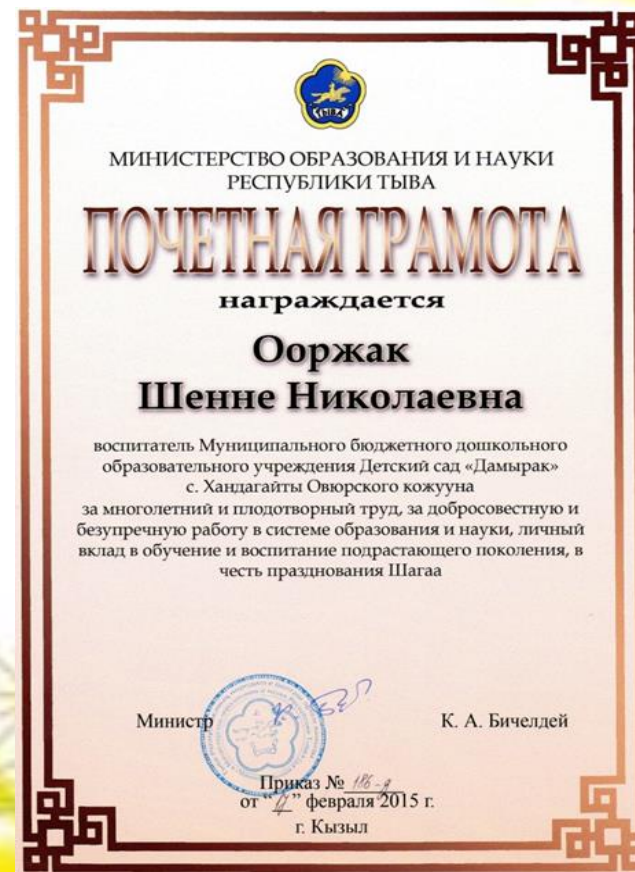 ТЫВА
МИНИСТЕРСТВО ОБРАЗОВАНИЯ И НАУКИ
РЕСПУБЛИКИ ТЫВА
ПОЧЕТНАЯ ГРАМОТА
награждается
Ооржак
Шенне Николаевна
воспитатель Муниципального бюджетного дошкольного
образовательного учреждения Детский сад «Дамырак»
с. Хандагайты Овюрского кожууна
за многолетний и плодотворный труд, за добросовестную и
безупречную работу в системе образования и науки, личный
вклад в обучение и воспитание подрастающего поколения, в
честь празднования Шагаа
Министр К. А. Бичелдей
Приказ № 186-д
от “ ” февраля 2015 г.
г. Кызыл